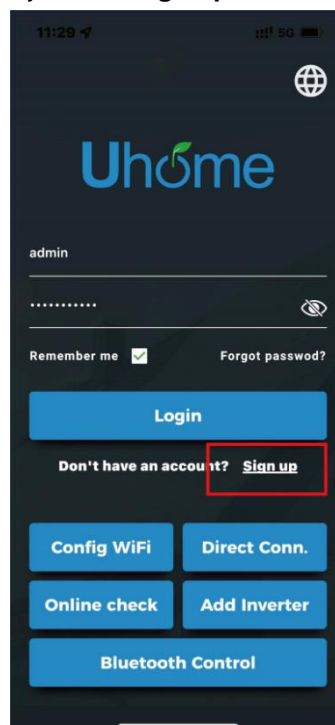 11:29 5G
Uhome
admin
...........
Remember me Forgot passwod?
Login
Don't have an account? Sign up
Config WiFi Direct Conn.
Online check Add Inverter
Bluetooth Control